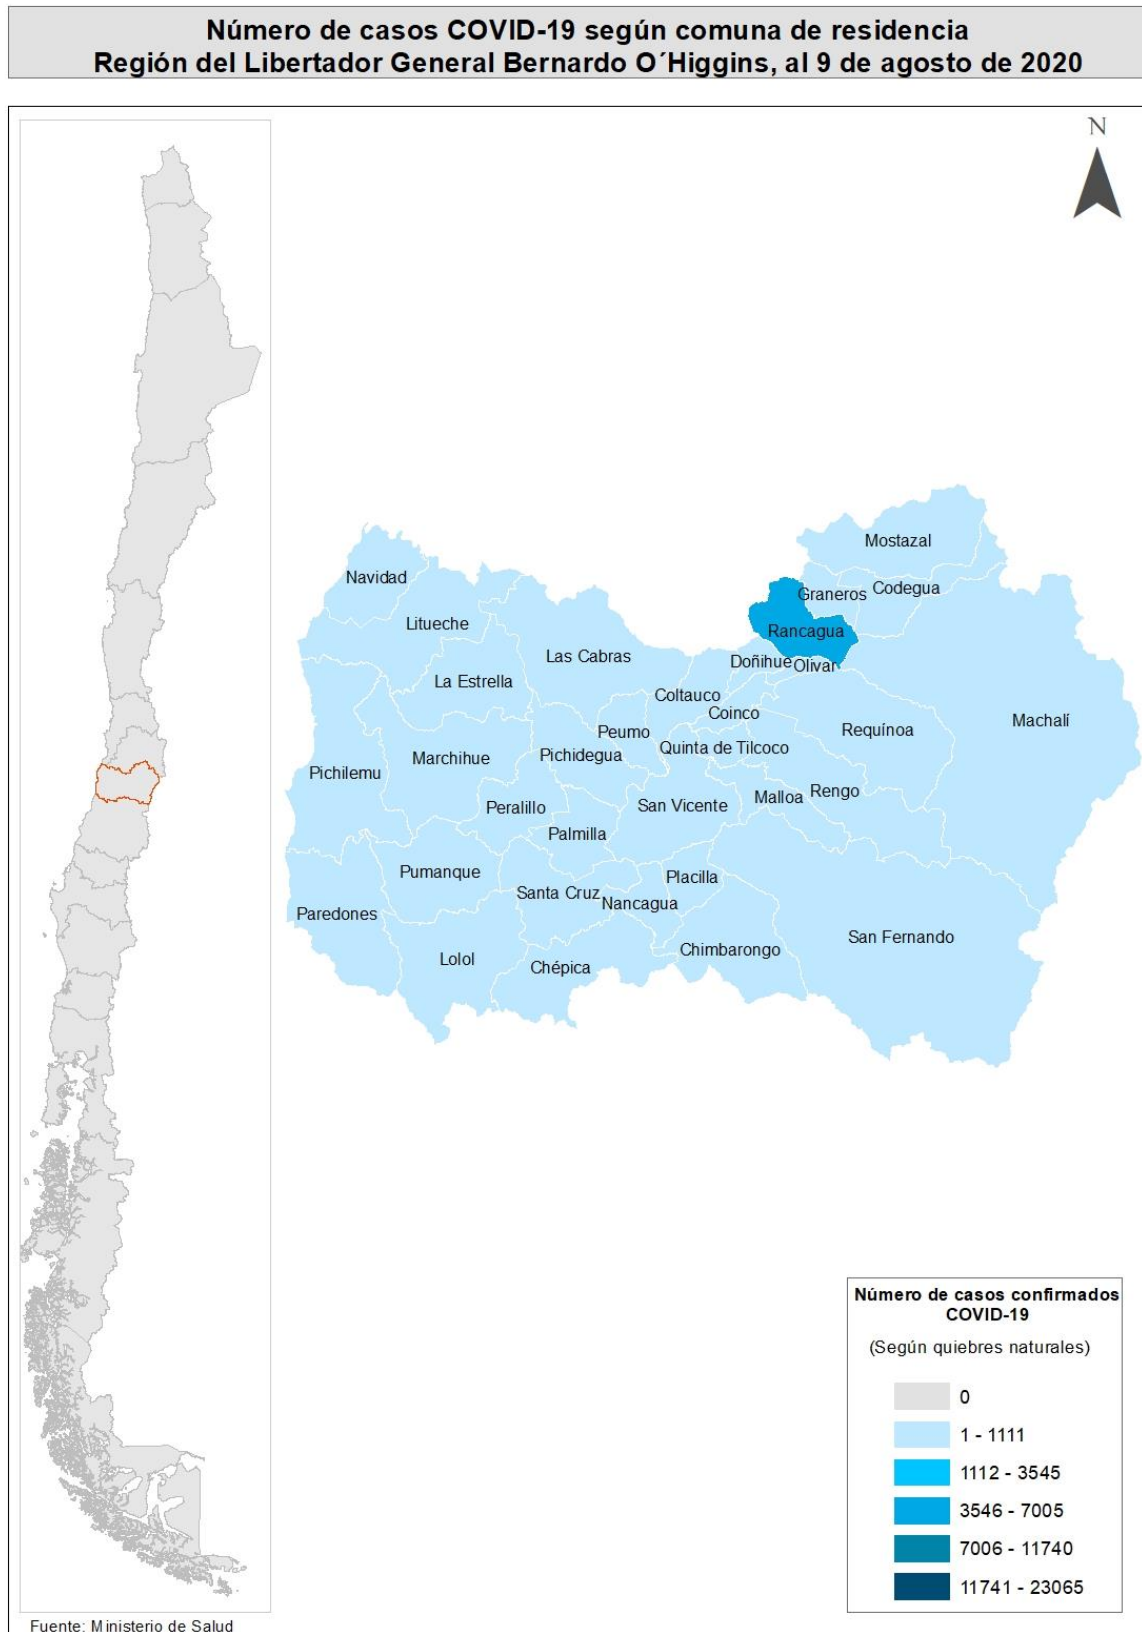 Número de casos COVID-19 según comuna de residencia
Región del Libertador General Bernardo O´Higgins, al 9 de agosto de 2020
N
Mostazal
Navidad
Graneros
Codegua
Litueche
Rancagua
Las Cabras
Doñihue
Olivar
La Estrella
Coltauco
Coinco
Machalí
Requínoa
Peumo
Quinta de Tilcoco
Marchihue
Pichidegua
Pichilemu
Rengo
Malloa
Peralillo
San Vicente
Palmilla
Pumanque
Placilla
Santa Cruz
Nancagua
Paredones
San Fernando
Chimbarongo
Lolol
Chépica
Número de casos confirmados
COVID-19
(Según quiebres naturales)
0
1 - 1111
1112 - 3545
3546 - 7005
7006 - 11740
11741 - 23065
Fuente: Ministerio de Salud